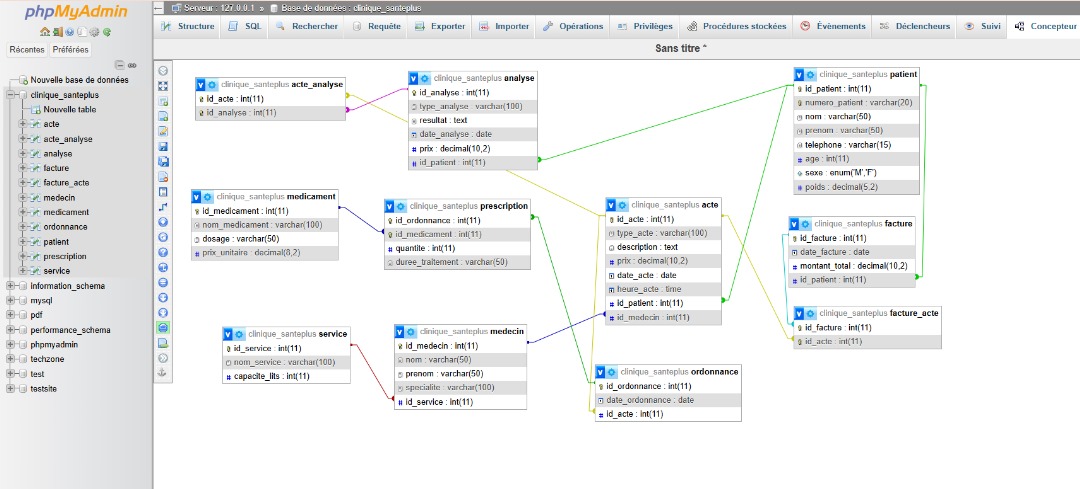 phpMyAdmin
Récentes Préférées
Nouvelle base de données
clinique_santeplus
Nouvelle table
acte
acte_analyse
analyse
facture
facture_acte
medecin
medicament
ordonnance
patient
prescription
service
information_schema
mysql
pdf
performance_schema
phpmyadmin
techzone
test
testsite
Serveur : 127.0.0.1 » Base de données : clinique_santeplus
Structure SQL Rechercher Requête Exporter Importer Opérations Privilèges Procédures stockées Évènements Déclencheurs Suivi Concepteur
Sans titre *
clinique_santeplus acte_analyse
id_acte : int(11)
id_analyse : int(11)
clinique_santeplus analyse
id_analyse : int(11)
type_analyse : varchar(100)
resultat : text
date_analyse : date
prix : decimal(10,2)
id_patient : int(11)
clinique_santeplus patient
id_patient : int(11)
numero_patient : varchar(20)
nom : varchar(50)
prenom : varchar(50)
telephone : varchar(15)
age : int(11)
sexe : enum('M','F')
poids : decimal(5,2)
clinique_santeplus medicament
id_medicament : int(11)
nom_medicament : varchar(100)
dosage : varchar(50)
prix_unitaire : decimal(8,2)
clinique_santeplus prescription
id_ordonnance : int(11)
id_medicament : int(11)
quantite : int(11)
duree_traitement : varchar(50)
clinique_santeplus acte
id_acte : int(11)
type_acte : varchar(100)
description : text
prix : decimal(10,2)
date_acte : date
heure_acte : time
id_patient : int(11)
id_medecin : int(11)
clinique_santeplus facture
id_facture : int(11)
date_facture : date
montant_total : decimal(10,2)
id_patient : int(11)
clinique_santeplus facture_acte
id_facture : int(11)
id_acte : int(11)
clinique_santeplus service
id_service : int(11)
nom_service : varchar(100)
capacite_lits : int(11)
clinique_santeplus medecin
id_medecin : int(11)
nom : varchar(50)
prenom : varchar(50)
specialite : varchar(100)
id_service : int(11)
clinique_santeplus ordonnance
id_ordonnance : int(11)
date_ordonnance : date
id_acte : int(11)